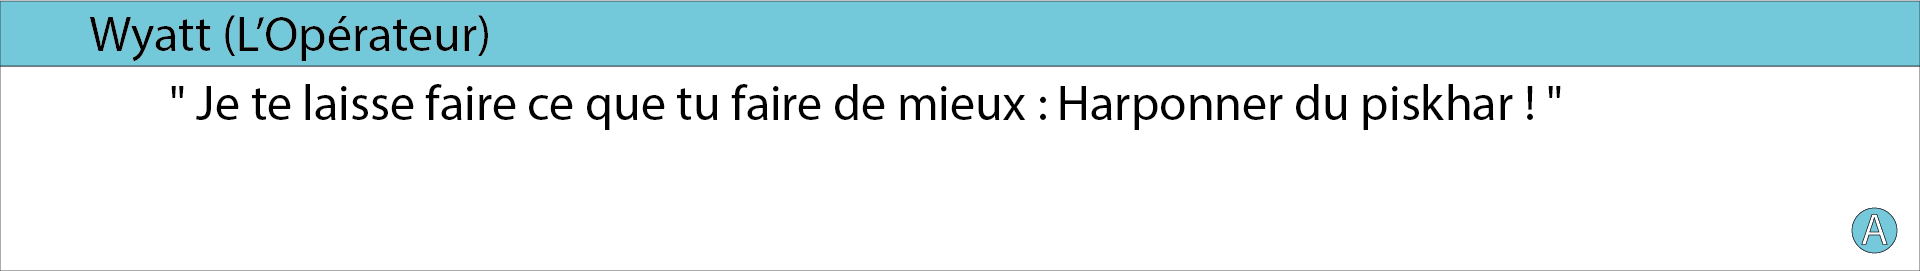 Wyatt (L’Opérateur)
" Je te laisse faire ce que tu faire de mieux : Harponner du piskhar ! "
A